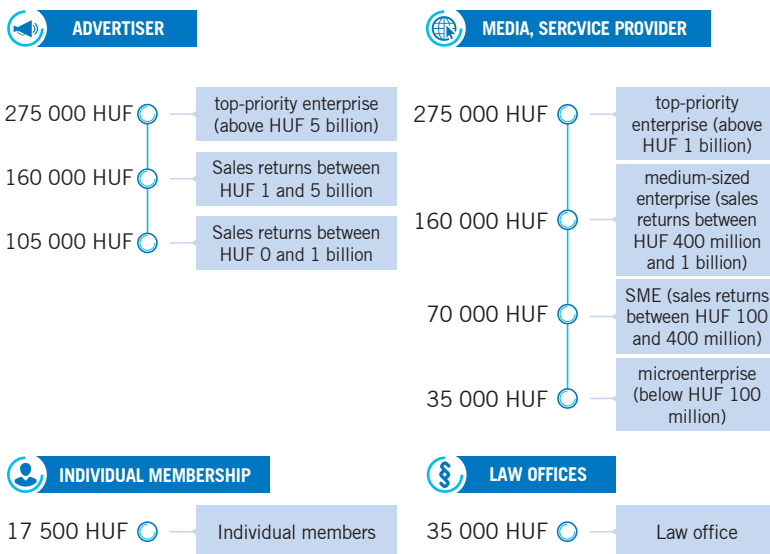 ADVERTISER
275 000 HUF
top-priority enterprise
(above HUF 5 billion)
160 000 HUF
Sales returns between
HUF 1 and 5 billion
105 000 HUF
Sales returns between
HUF 0 and 1 billion
MEDIA, SERCVICE PROVIDER
275 000 HUF
top-priority
enterprise (above
HUF 1 billion)
160 000 HUF
medium-sized
enterprise (sales
returns between
HUF 400 million
and 1 billion)
70 000 HUF
SME (sales returns
between HUF 100
and 400 million)
35 000 HUF
microenterprise
(below HUF 100
million)
INDIVIDUAL MEMBERSHIP
17 500 HUF
Individual members
§
LAW OFFICES
35 000 HUF
Law office